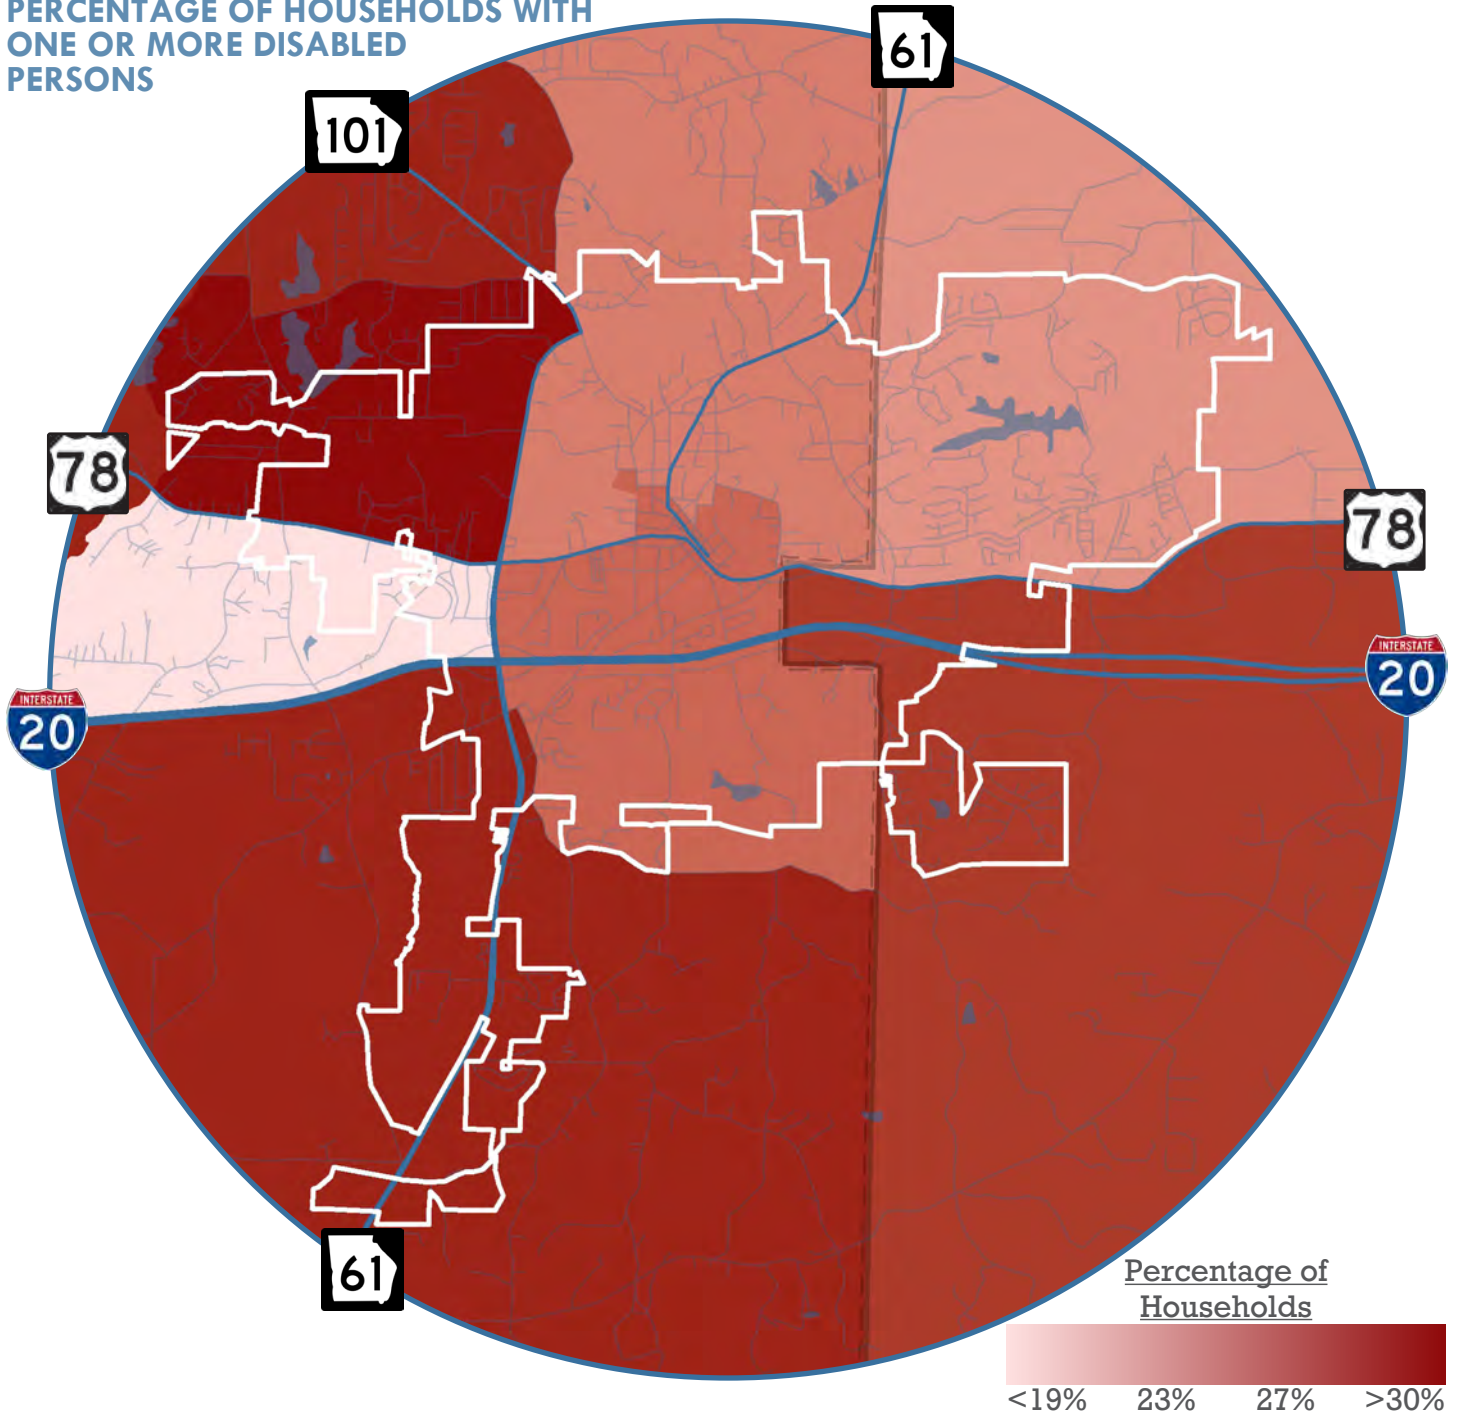 PERCENTAGE OF HOUSEHOLDS WITH
ONE OR MORE DISABLED
PERSONS
61
101
78
78
INTERSTATE
20
INTERSTATE
20
61
Percentage of
Households
<19% 23% 27% >30%